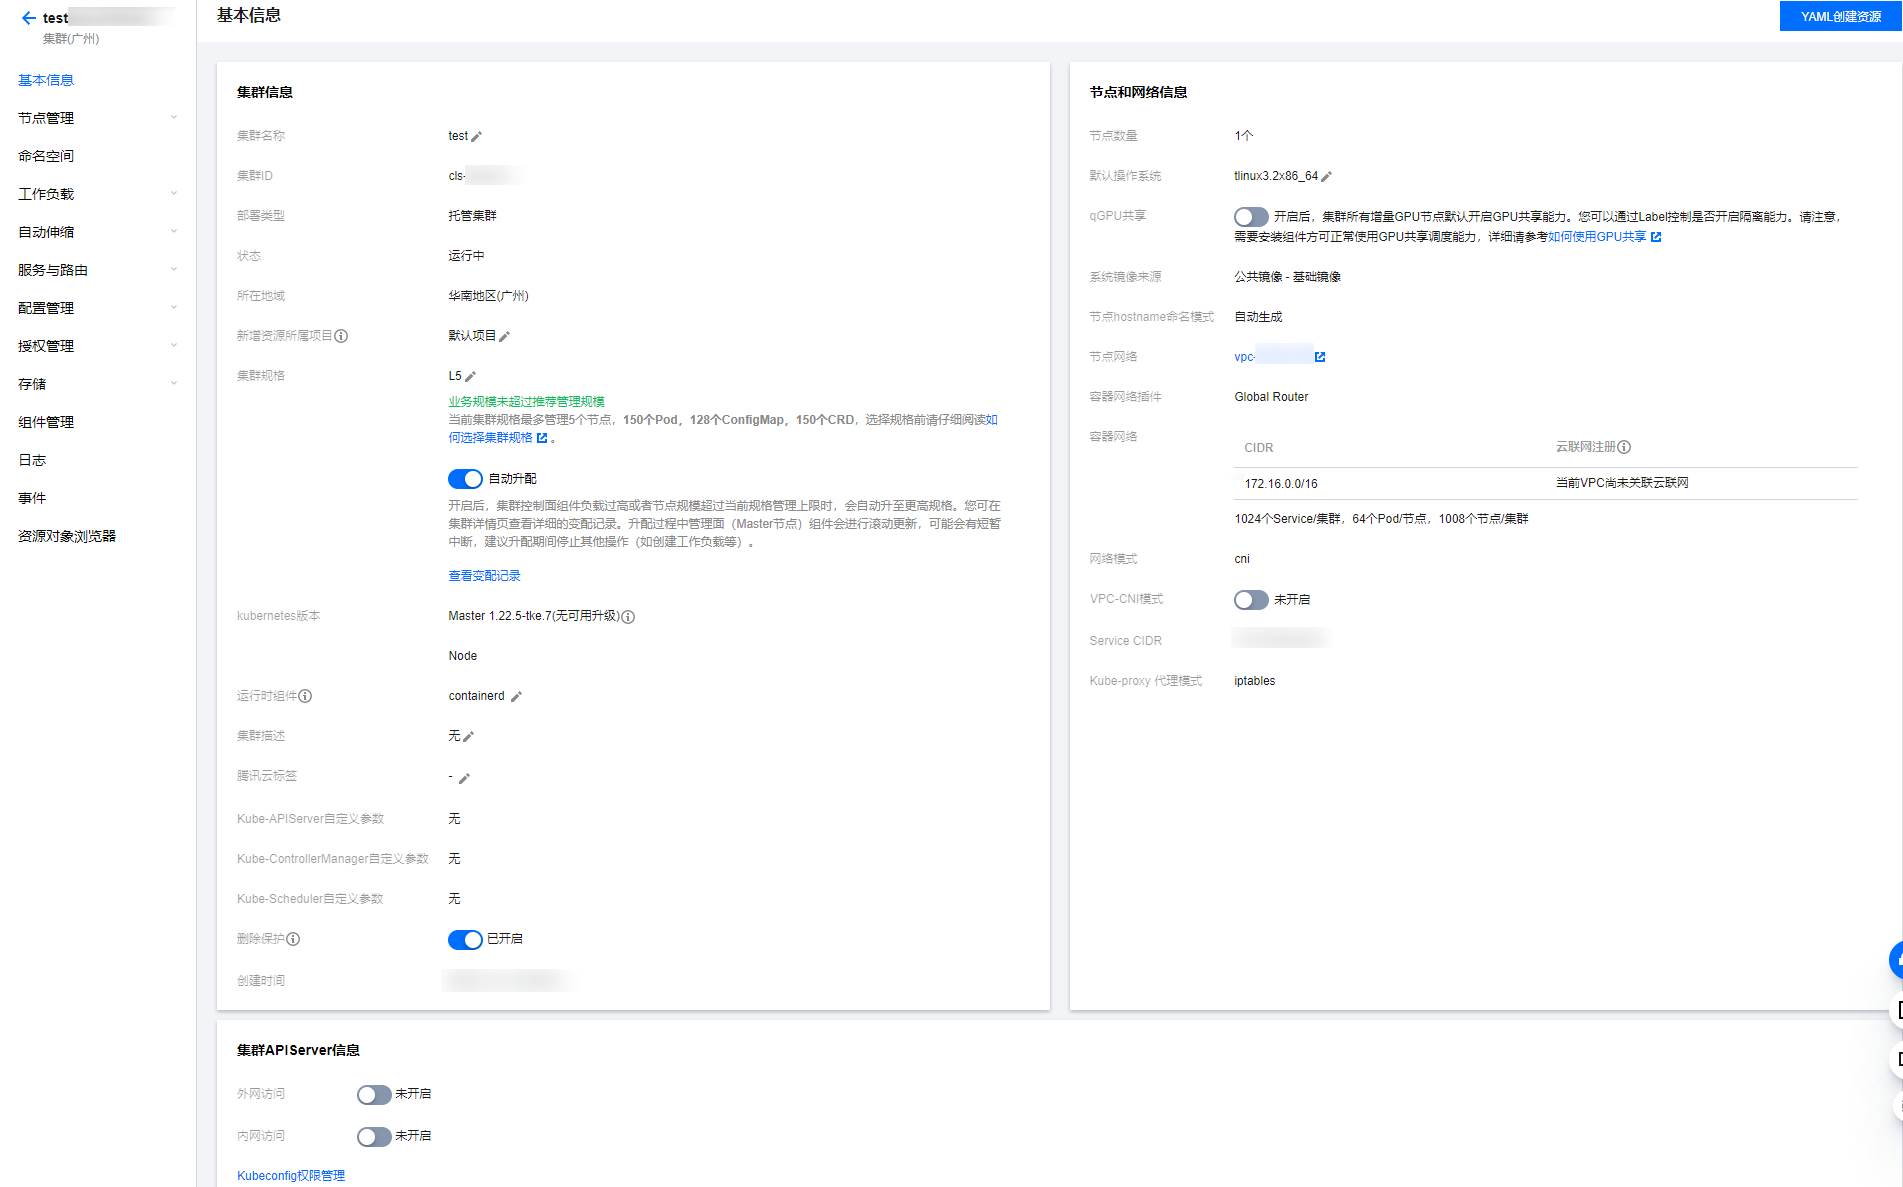 test
集群(广州)
基本信息
节点管理
命名空间
工作负载
自动伸缩
服务与路由
配置管理
授权管理
存储
组件管理
日志
事件
资源对象浏览器
基本信息
YAML创建资源
集群信息
集群名称 test
集群ID cls-
部署类型 托管集群
状态 运行中
所在地域 华南地区(广州)
新增资源所属项目 默认项目
集群规格 L5
业务规模未超过推荐管理规模
当前集群规格最多管理5个节点，150个Pod，128个ConfigMap，150个CRD，选择规格前请仔细阅读如
何选择集群规格 。
自动升配
开启后，集群控制面组件负载过高或者节点规模超过当前规格管理上限时，会自动升至更高规格。您可在
集群详情页查看详细的变配记录。升配过程中管理面（Master节点）组件会进行滚动更新，可能会有短暂
中断，建议升配期间停止其他操作（如创建工作负载等）。
查看变配记录
kubernetes版本 Master 1.22.5-tke.7(无可用升级)
Node
运行时组件 containerd
集群描述 无
腾讯云标签 -
Kube-APIServer自定义参数 无
Kube-ControllerManager自定义参数 无
Kube-Scheduler自定义参数 无
删除保护 已开启
创建时间
节点和网络信息
节点数量 1个
默认操作系统 tlinux3.2x86_64
qGPU共享 开启后，集群所有增量GPU节点默认开启GPU共享能力。您可以通过Label控制是否开启隔离能力。请注意，
需要安装组件方可正常使用GPU共享调度能力，详细请参考如何使用GPU共享
系统镜像来源 公共镜像 - 基础镜像
节点hostname命名模式 自动生成
节点网络 vpc-
容器网络插件 Global Router
容器网络
CIDR 云联网注册
172.16.0.0/16 当前VPC尚未关联云联网
1024个Service/集群，64个Pod/节点，1008个节点/集群
网络模式 cni
VPC-CNI模式 未开启
Service CIDR
Kube-proxy 代理模式 iptables
集群APIServer信息
外网访问 未开启
内网访问 未开启
Kubeconfig权限管理